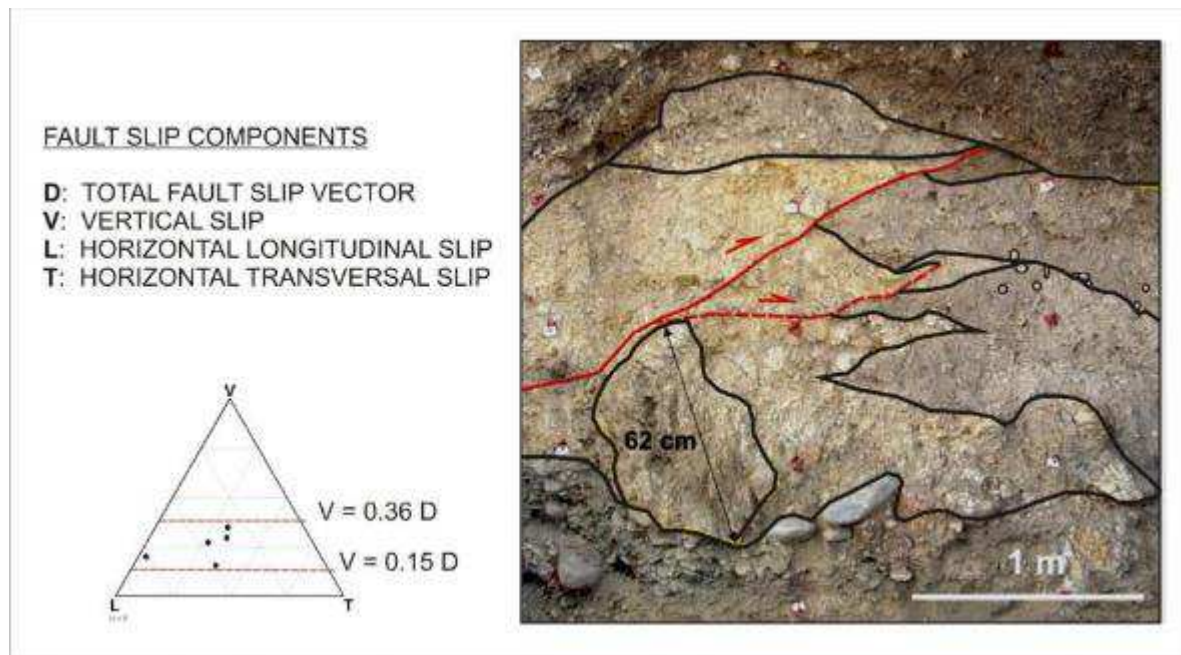 FAULT SLIP COMPONENTS
D: TOTAL FAULT SLIP VECTOR
V: VERTICAL SLIP
L: HORIZONTAL LONGITUDINAL SLIP
T: HORIZONTAL TRANSVERSAL SLIP
V
V = 0.36 D
V = 0.15 D
L
T
62 cm
1 m